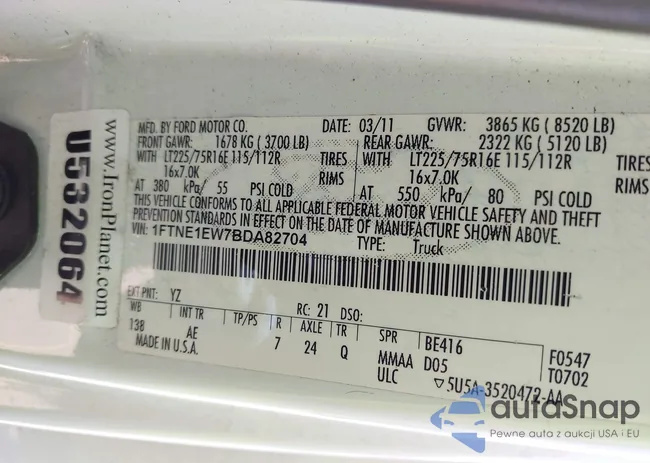 U532064
www.IronPlanet.com
MFD. BY FORD MOTOR CO. DATE: 03/11 GVWR: 3865 KG ( 8520 LB)
FRONT GAWR: 1678 KG ( 3700 LB) REAR GAWR: 2322 KG ( 5120 LB)
WITH LT225/75R16E 115/112R TIRES WITH LT225/75R16E 115/112R TIRES
16x7.0K RIMS 16x7.0K RIMS
AT 380 kPa/ 55 PSI COLD AT 550 kPa/ 80 PSI COLD
CONFORMS TO ALL APPLICABLE FEDERAL MOTOR VEHICLE SAFETY AND THEFT
PREVENTION STANDARDS IN EFFECT ON THE DATE OF MANUFACTURE SHOWN ABOVE.
VIN: 1FTNE1EW7BDA82704 TYPE: Truck
EXT PNT: YZ RC: 21 DSO:
WB INT TR TP/PS R AXLE TR SPR BE416 F0547
138 AE 7 24 Q MMAA D05 T0702
MADE IN U.S.A. ULC ▽5U5A-3520472-AA
autoSnap
Pewne auta z aukcji USA i EU